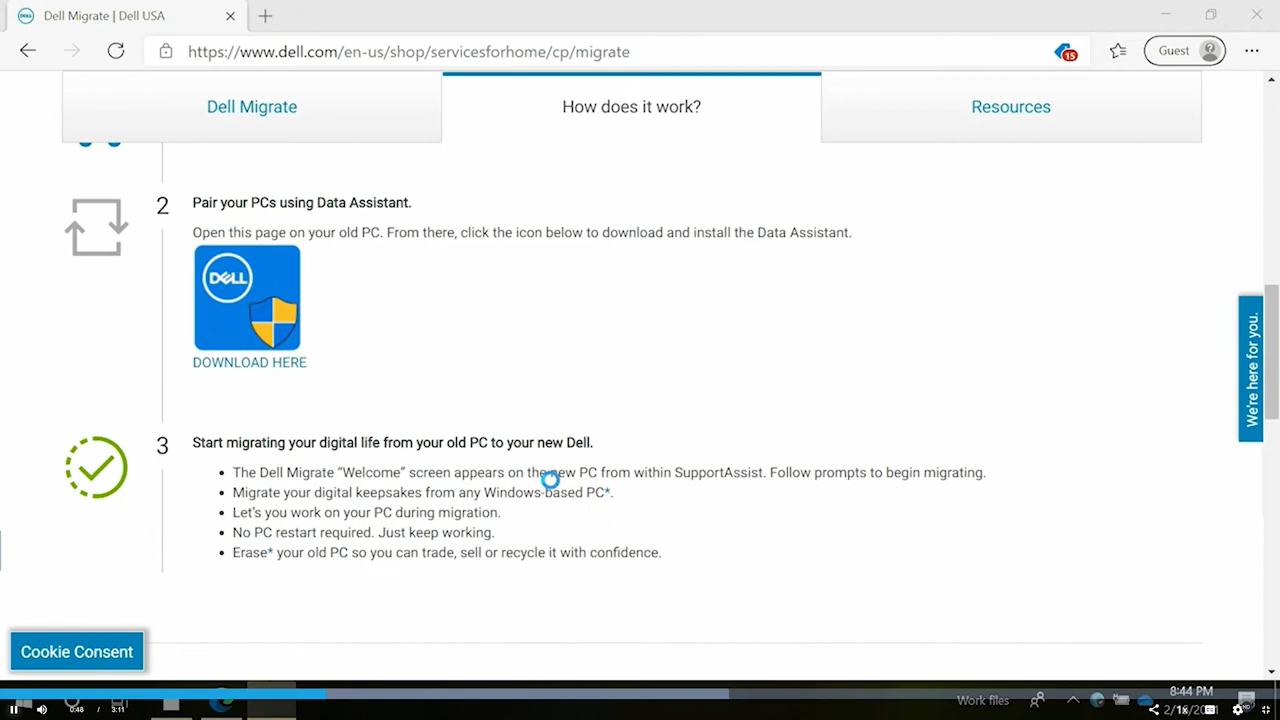 Dell Migrate | Dell USA
https://www.dell.com/en-us/shop/servicesforhome/cp/migrate
15
Guest
Dell Migrate
How does it work?
Resources
2
Pair your PCs using Data Assistant.
Open this page on your old PC. From there, click the icon below to download and install the Data Assistant.
DELL
DOWNLOAD HERE
We're here for you.
3
Start migrating your digital life from your old PC to your new Dell.
The Dell Migrate “Welcome” screen appears on the new PC from within SupportAssist. Follow prompts to begin migrating.
Migrate your digital keepsakes from any Windows-based PC*.
Let’s you work on your PC during migration.
No PC restart required. Just keep working.
Erase* your old PC so you can trade, sell or recycle it with confidence.
Cookie Consent
Work files
8:44 PM
0:48 / 3:11
1x